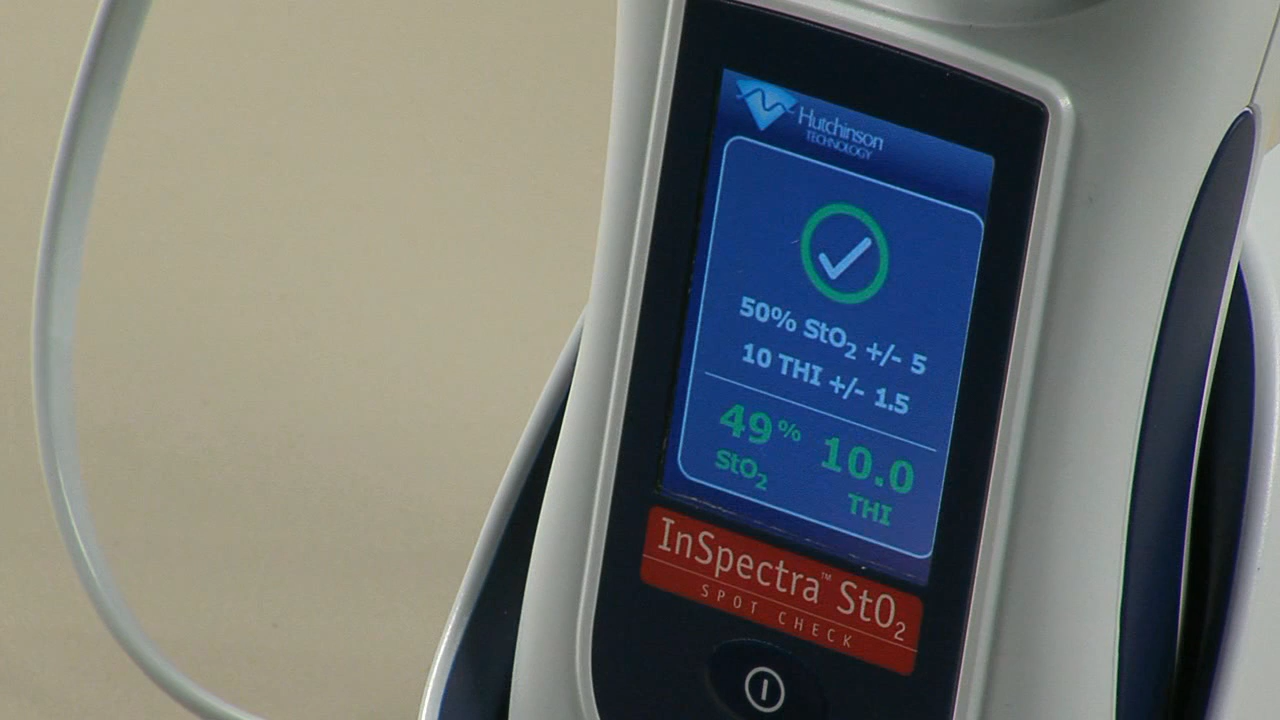 Hutchinson
TECHNOLOGY
50% StO₂ +/- 5
10 THI +/- 1.5
49% 10.0
StO₂ THI
InSpectra™ StO₂
SPOT CHECK